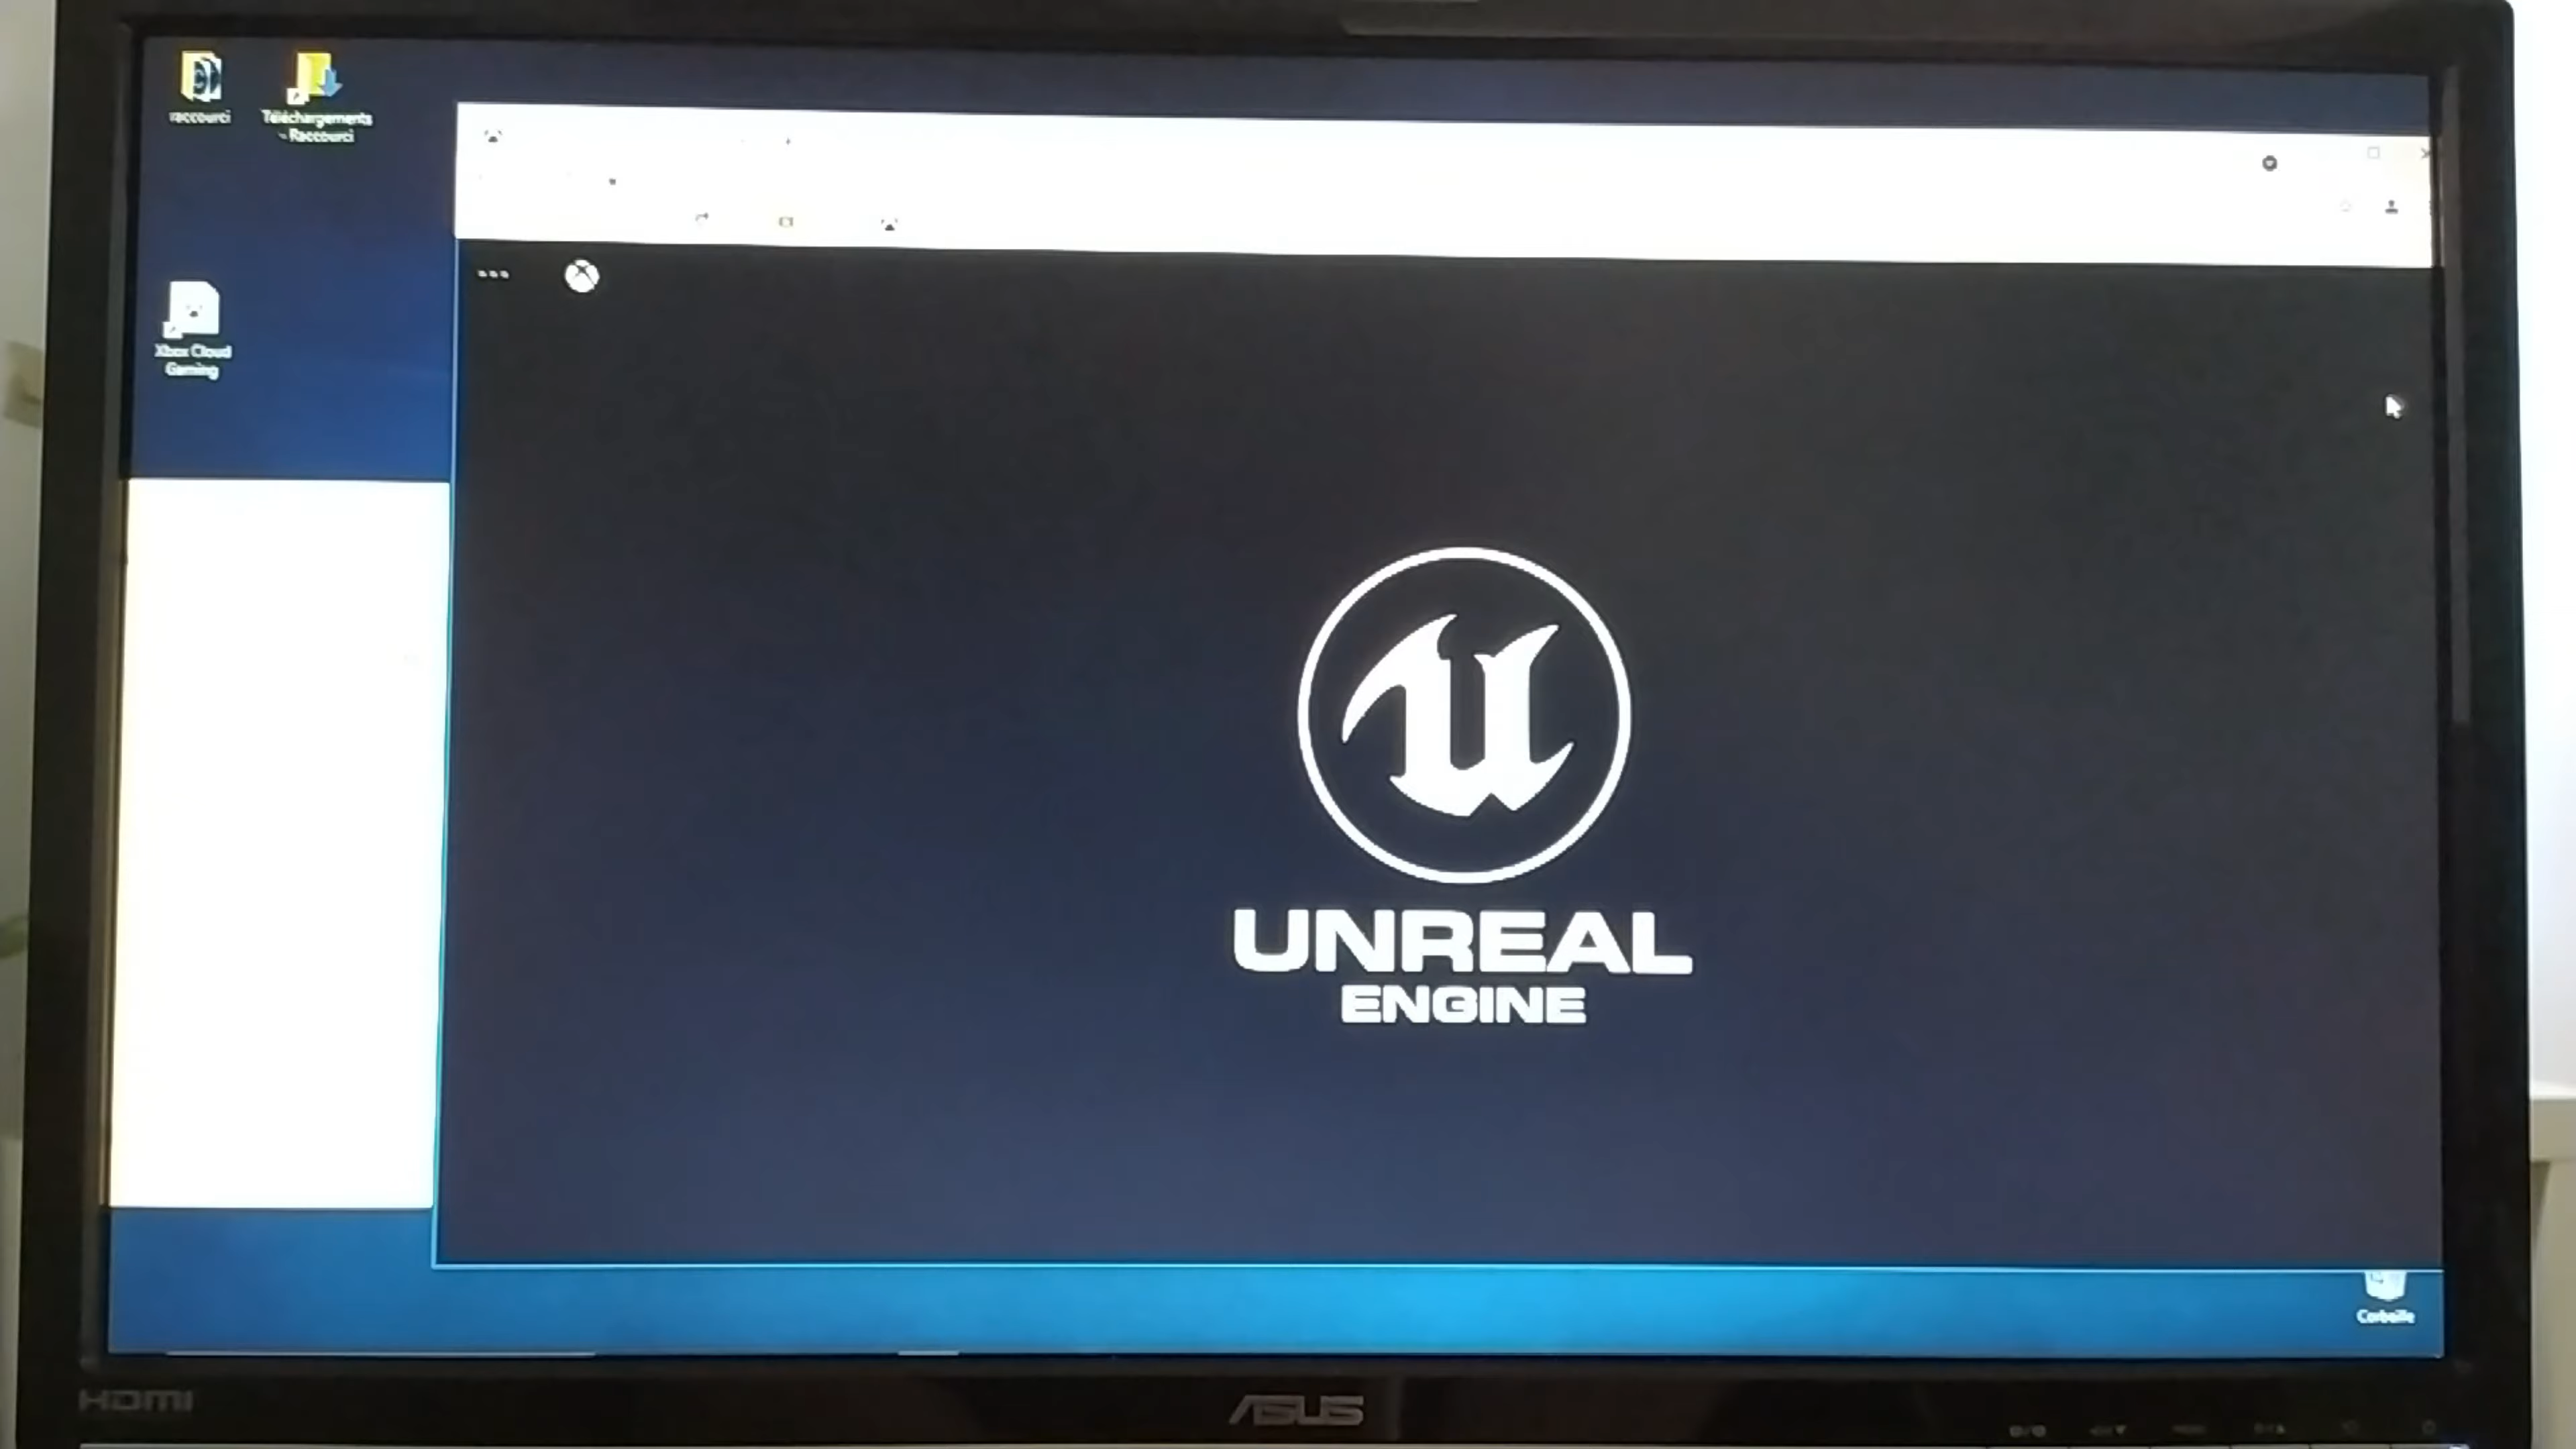 raccourci
Téléchargements
- Raccourci
Xbox Cloud
Gaming
UNREAL
ENGINE
Corbeille
HDMI
ASUS